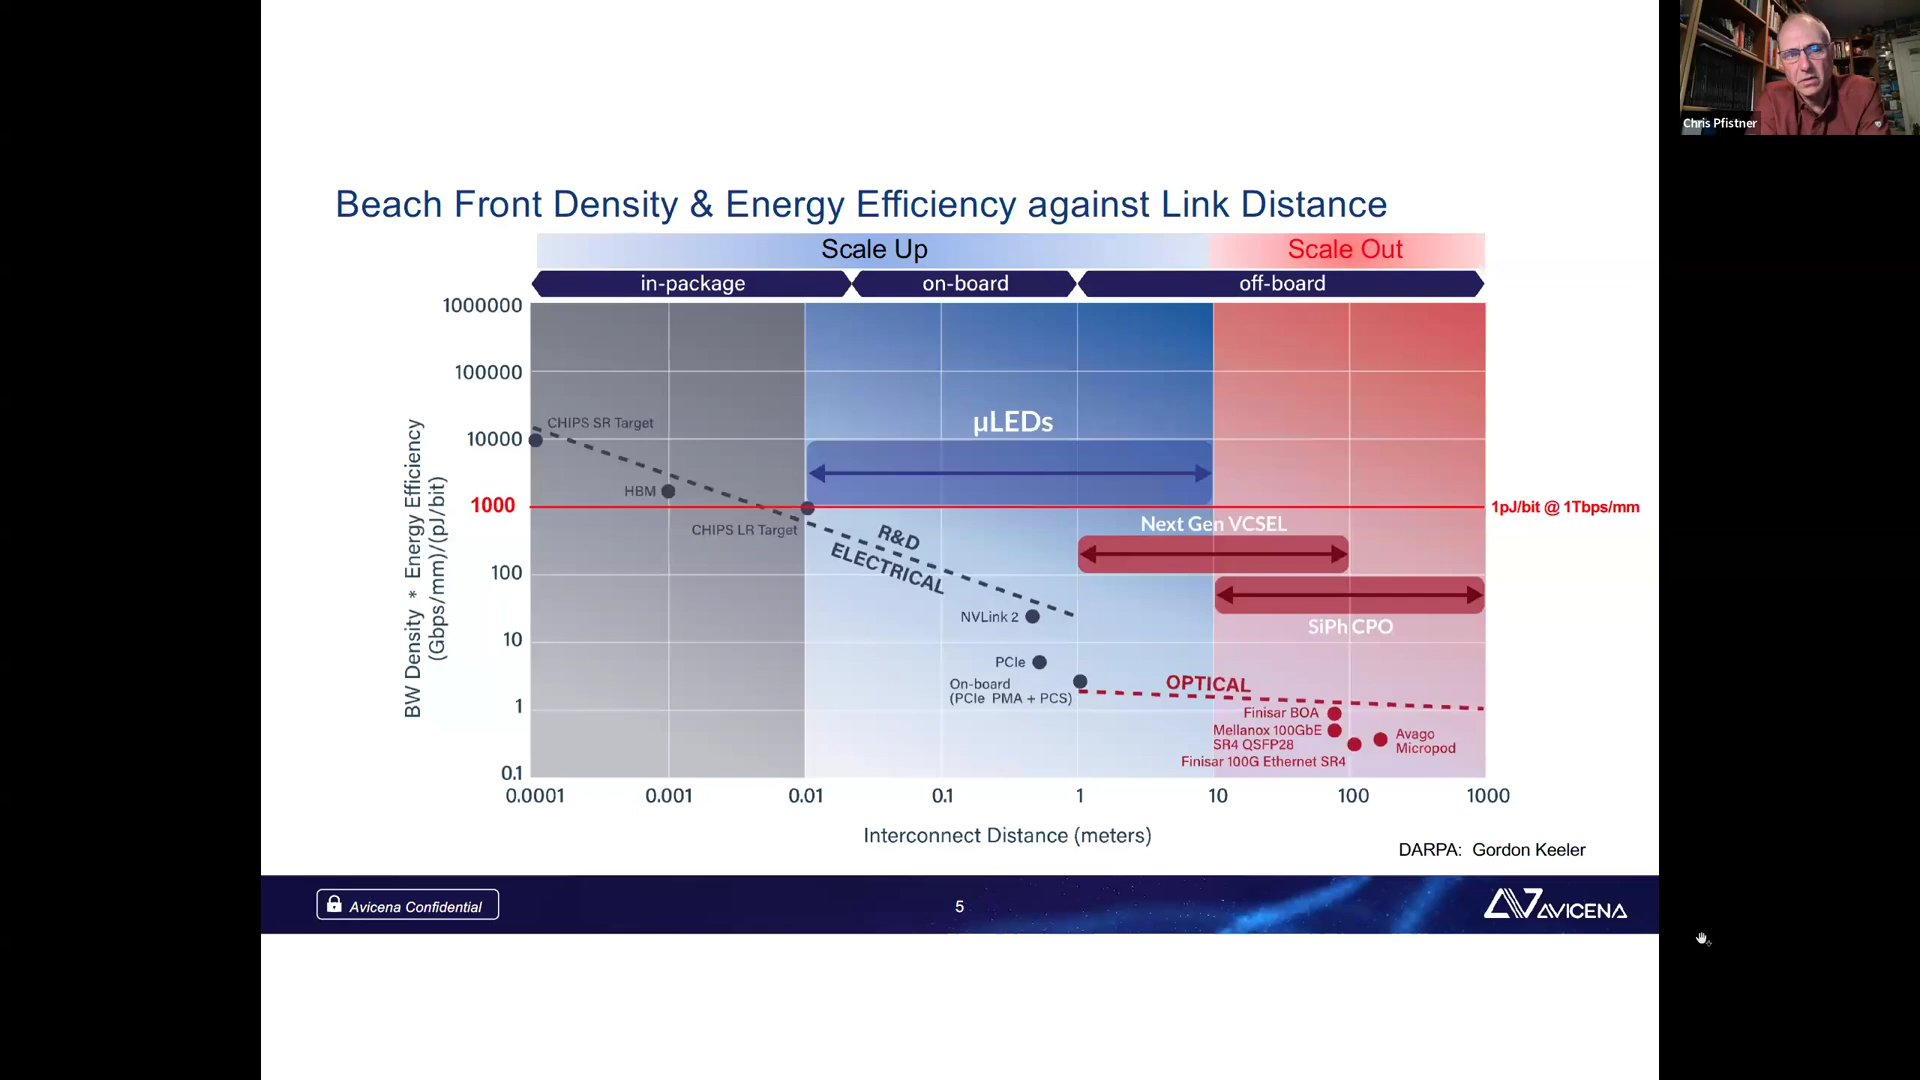 Chris Pfistner
Beach Front Density & Energy Efficiency against Link Distance
Scale Up
Scale Out
in-package
on-board
off-board
BW Density * Energy Efficiency
(Gbps/mm)/(pJ/bit)
1000000
100000
10000
1000
100
10
1
0.1
CHIPS SR Target
HBM
CHIPS LR Target
µLEDs
R&D
ELECTRICAL
1pJ/bit @ 1Tbps/mm
Next Gen VCSEL
SiPh CPO
NVLink 2
PCIe
On-board
(PCIe PMA + PCS)
OPTICAL
Finisar BOA
Mellanox 100GbE
SR4 QSFP28
Finisar 100G Ethernet SR4
Avago
Micropod
0.0001
0.001
0.01
0.1
1
10
100
1000
Interconnect Distance (meters)
DARPA: Gordon Keeler
Avicena Confidential
5
AVICENA